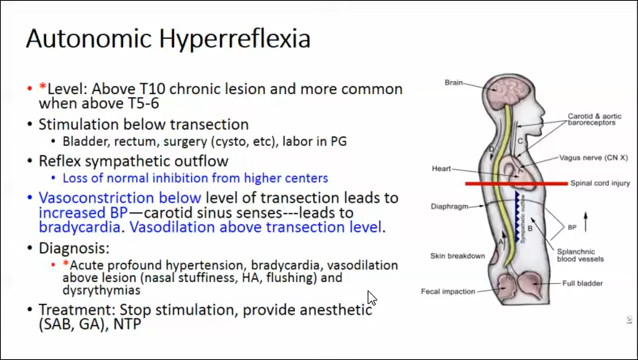 Autonomic Hyperreflexia
• *Level: Above T10 chronic lesion and more common
when above T5-6
• Stimulation below transection
• Bladder, rectum, surgery (cysto, etc), labor in PG
• Reflex sympathetic outflow
• Loss of normal inhibition from higher centers
• Vasoconstriction below level of transection leads to
increased BP—carotid sinus senses---leads to
bradycardia. Vasodilation above transection level.
• Diagnosis:
• *Acute profound hypertension, bradycardia, vasodilation
above lesion (nasal stuffiness, HA, flushing) and
dysrythymias
• Treatment: Stop stimulation, provide anesthetic
(SAB, GA), NTP
Brain
Carotid & aortic
baroreceptors
C
D
Vagus nerve (CN X)
Heart
Spinal cord injury
Diaphragm
BP
A
B
Splanchnic
blood vessels
Skin breakdown
Full bladder
Fecal impaction